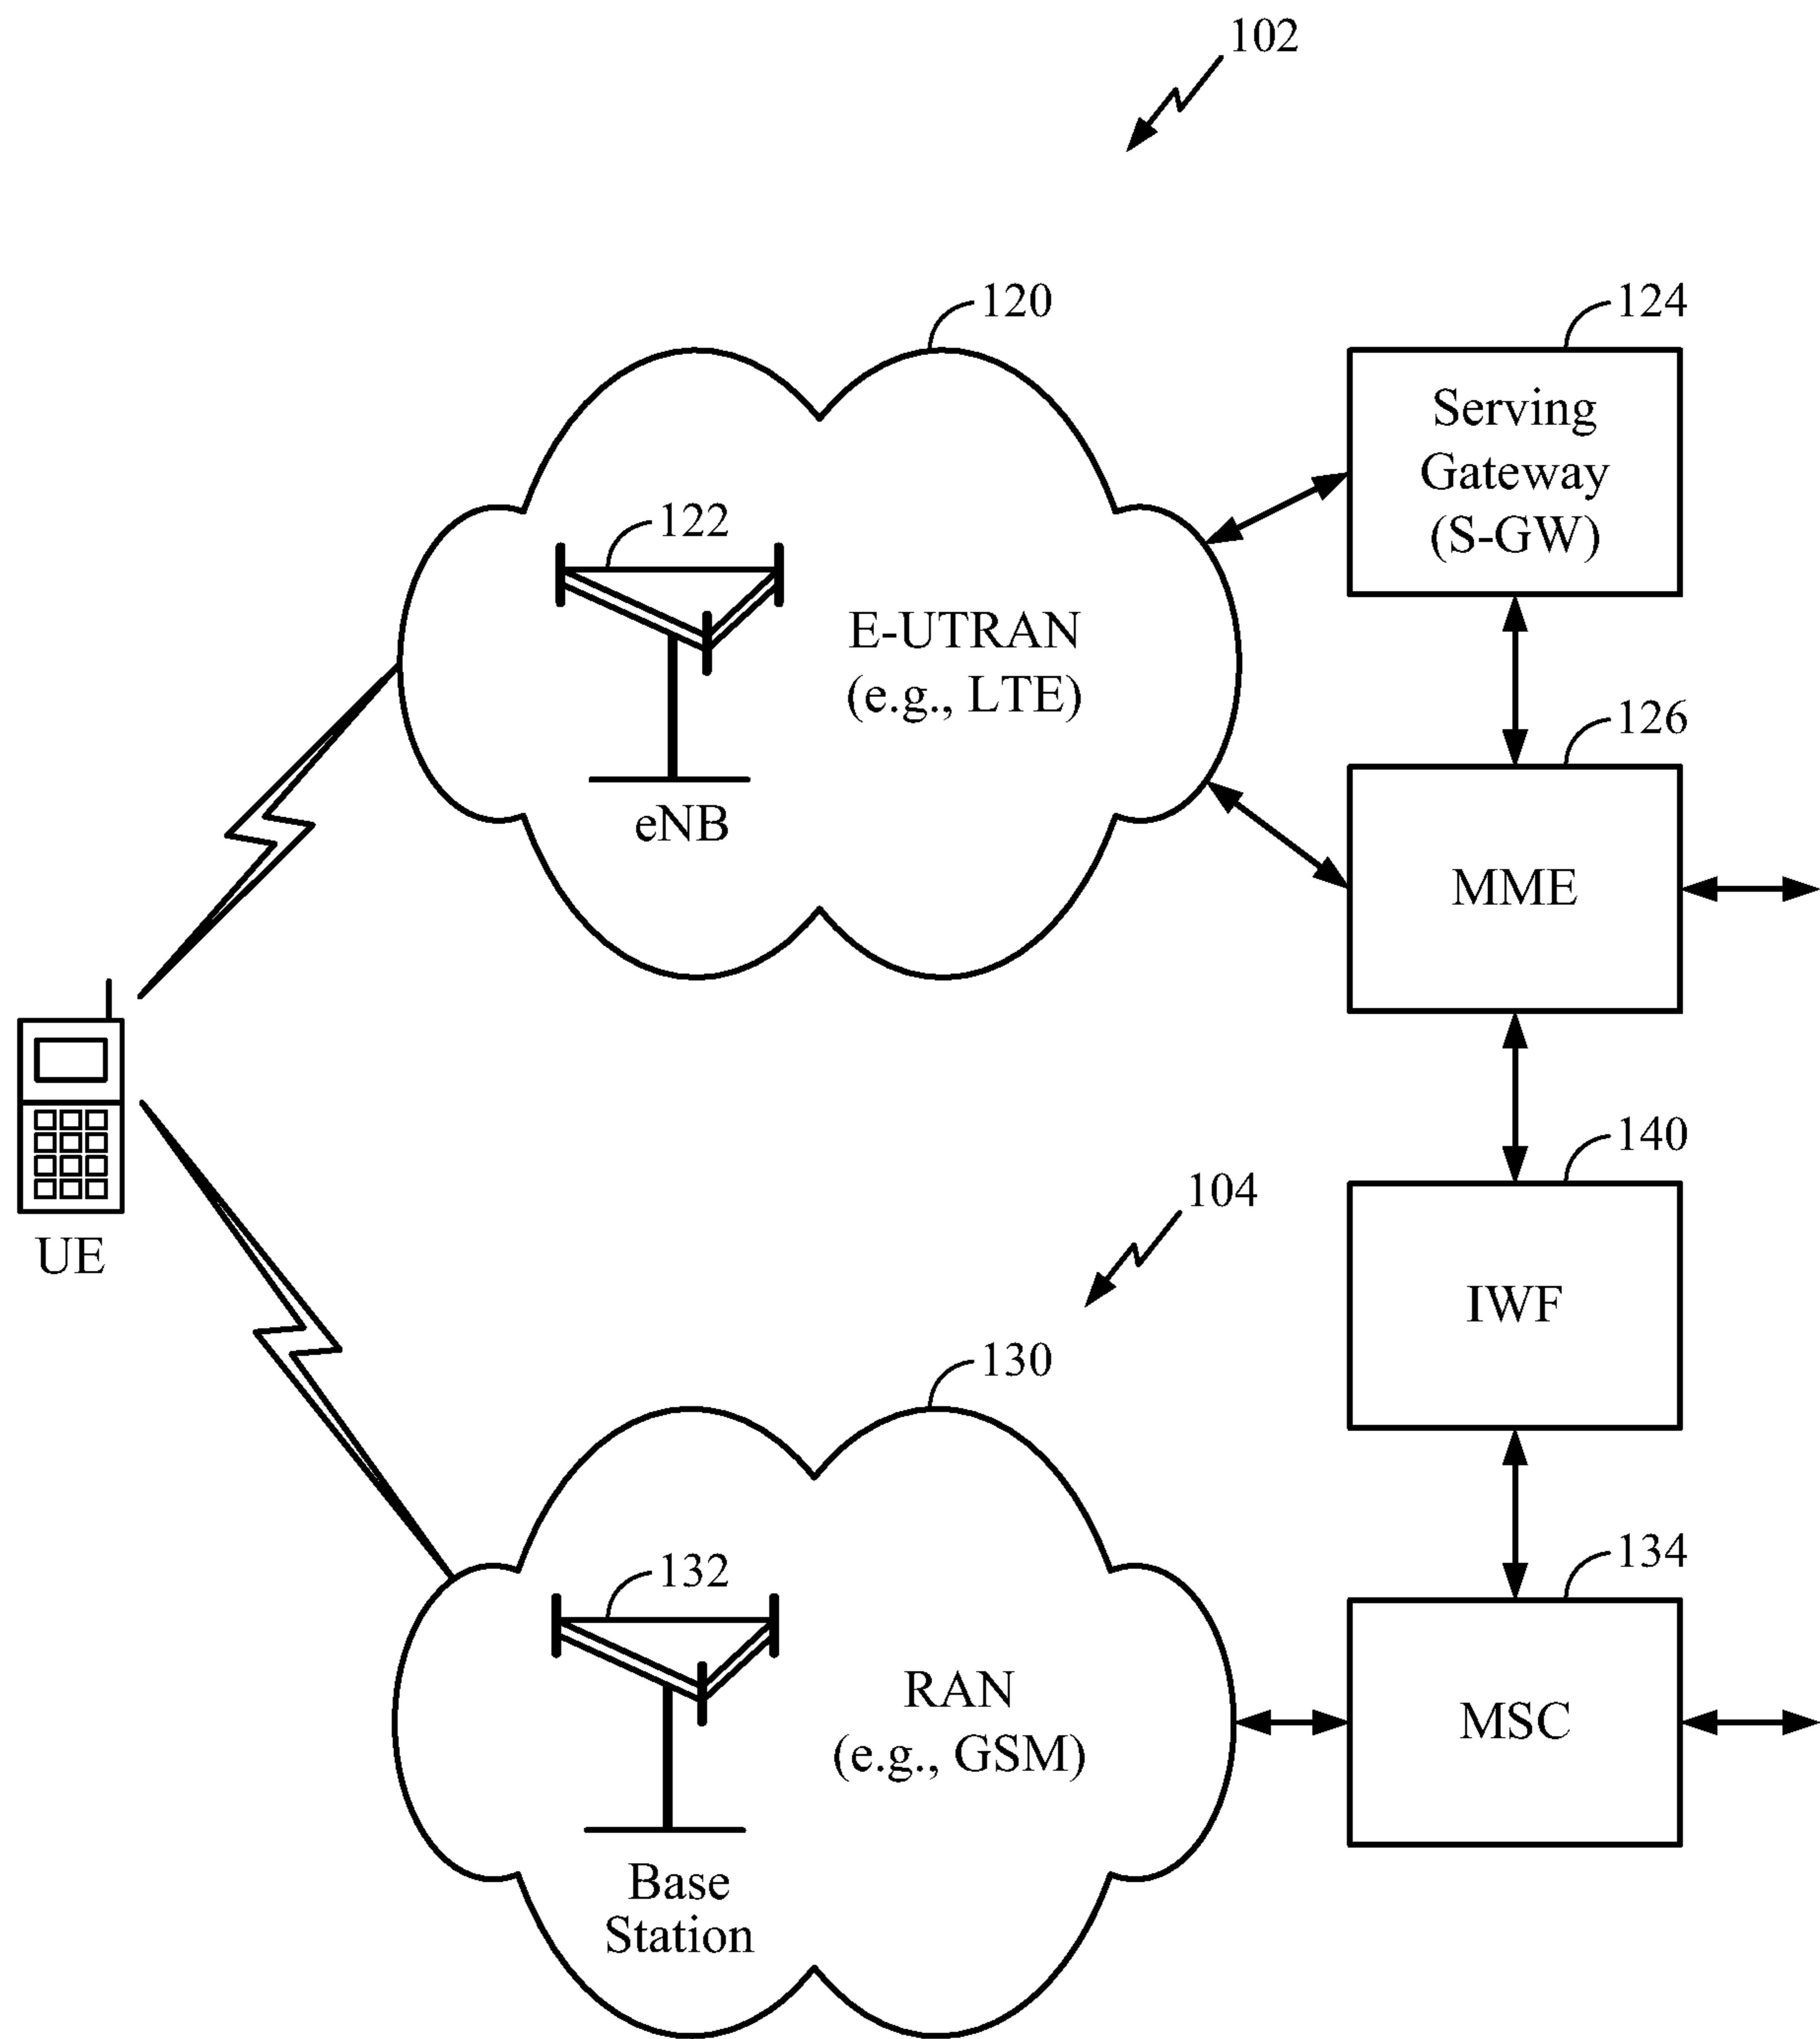 102
120
124
Serving
Gateway
(S-GW)
122
E-UTRAN
(e.g., LTE)
eNB
126
MME
140
104
UE
IWF
130
134
132
RAN
(e.g., GSM)
MSC
Base
Station